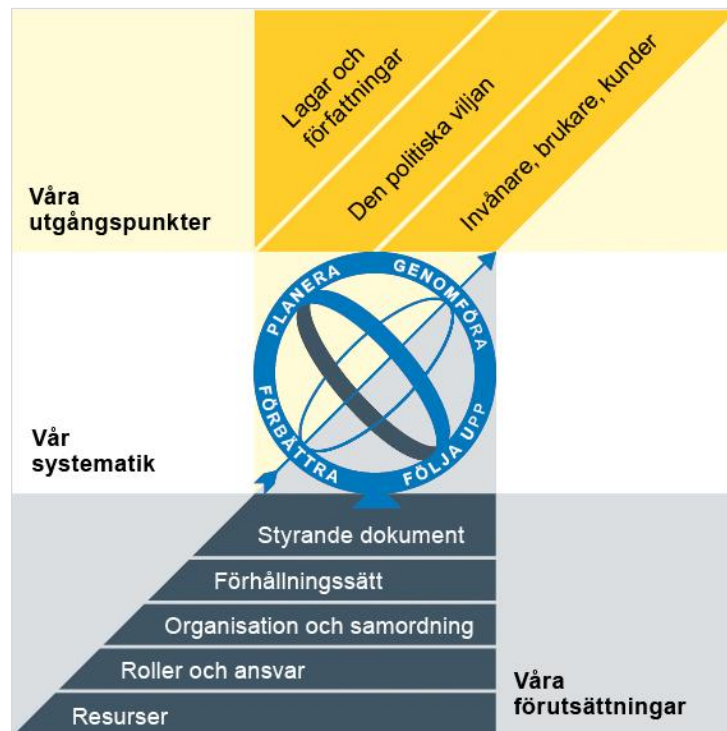 Lagar och
författningar
Den politiska viljan
Invånare, brukare, kunder
Våra
utgångspunkter
PLANERA
GENOMFÖRA
FÖRBÄTTRA
FÖLJA UPP
Vår
systematik
Styrande dokument
Förhållningssätt
Organisation och samordning
Roller och ansvar
Resurser
Våra
förutsättningar